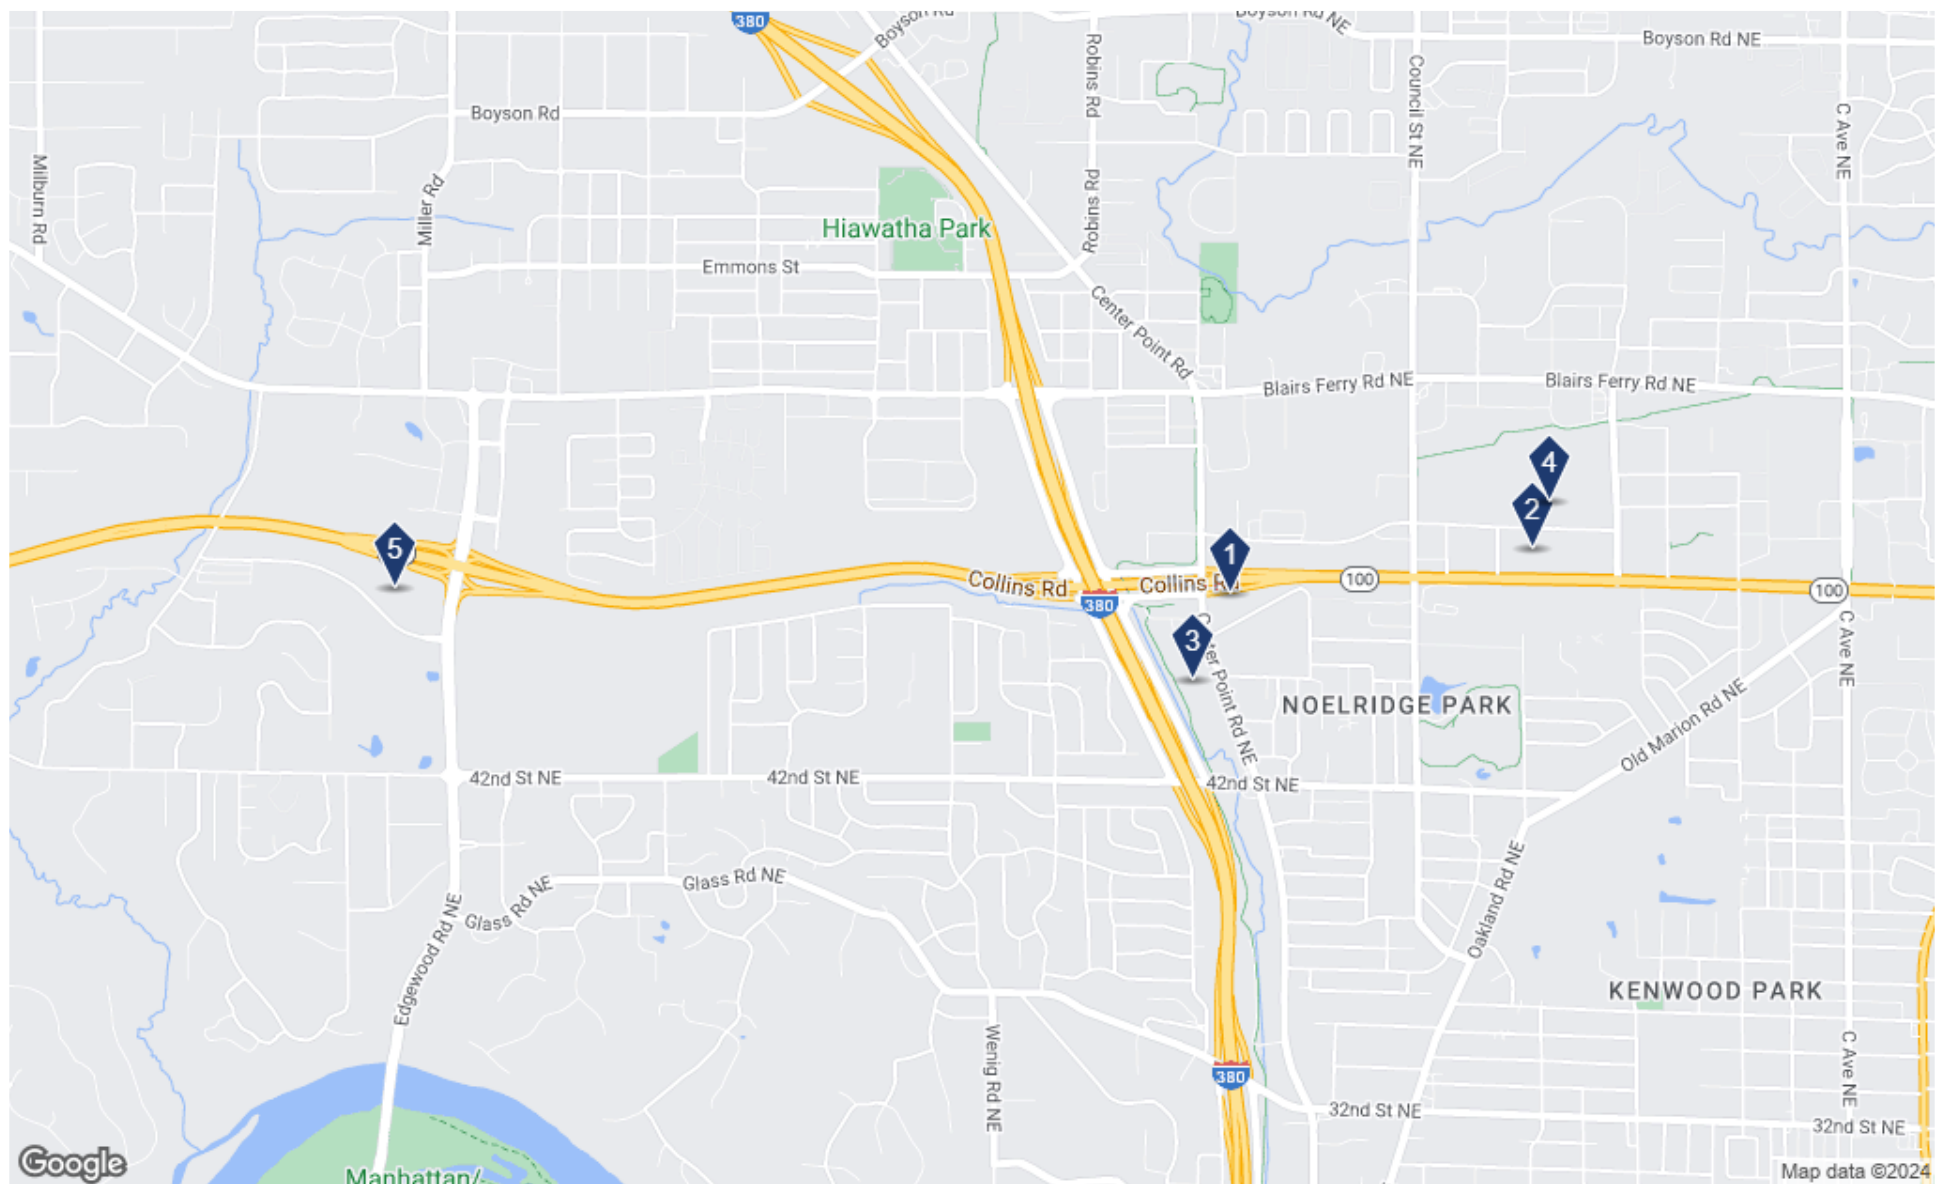 380
Boyson Rd
Boyson Rd NE
Boyson Rd NE
Boyson Rd
Robins Rd
Council St NE
C Ave NE
Milburn Rd
Miller Rd
Robins Rd
Hiawatha Park
Emmons St
Center Point Rd
Blairs Ferry Rd NE
Blairs Ferry Rd NE
4
2
5
1
Collins Rd
Collins Rd
100
100
380
3
Center Point Rd NE
C Ave NE
NOELRIDGE PARK
Old Marion Rd NE
42nd St NE
42nd St NE
42nd St NE
Glass Rd NE
Glass Rd NE
Edgewood Rd NE
Oakland Rd NE
KENWOOD PARK
Wenig Rd NE
C Ave NE
380
32nd St NE
32nd St NE
Google
Manhattan/
Map data ©2024